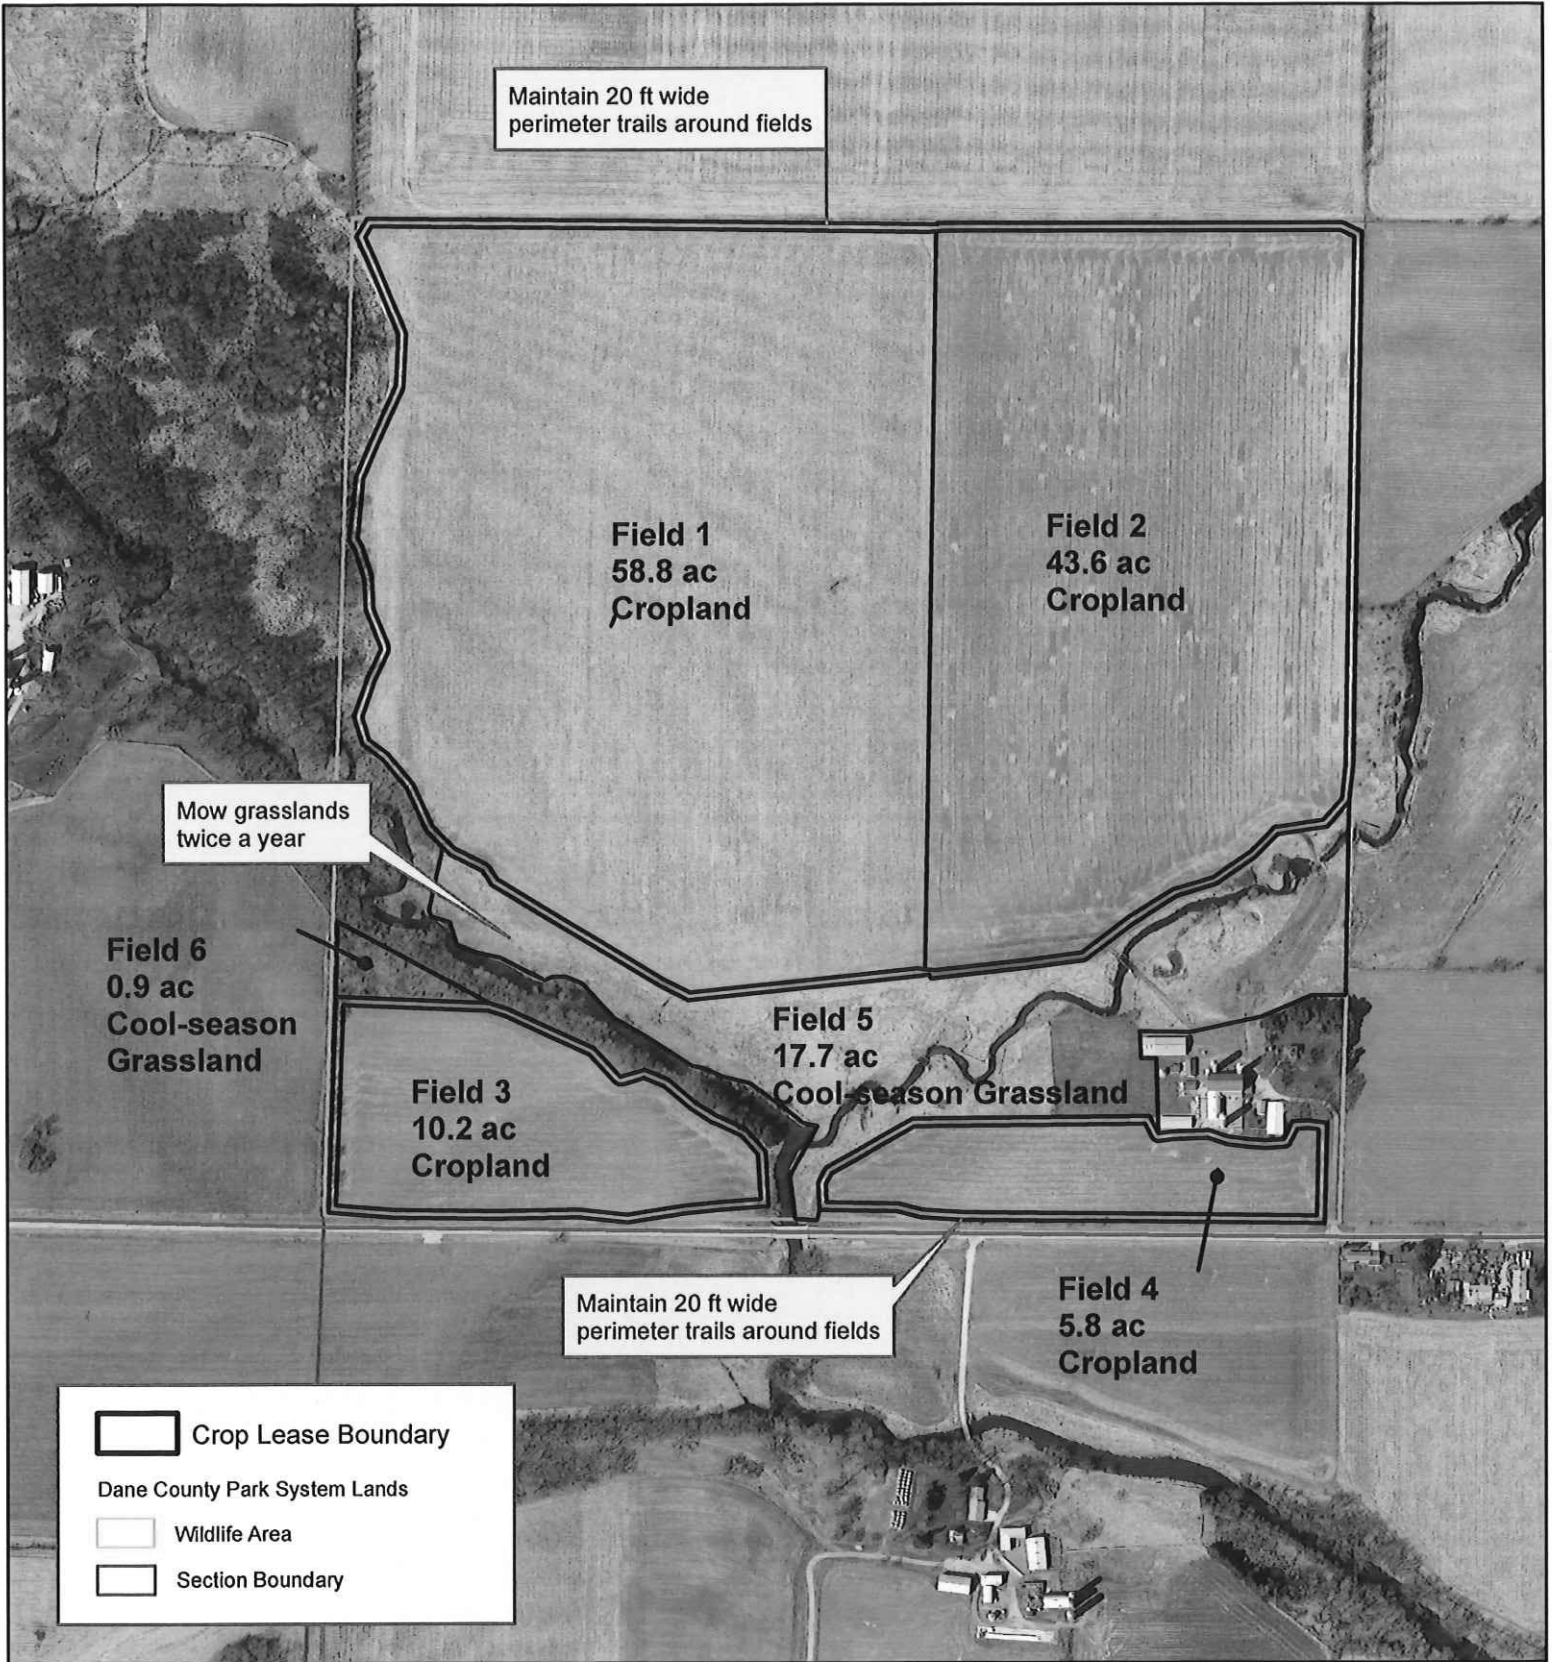 Maintain 20 ft wide
perimeter trails around fields
Field 1
58.8 ac
Cropland
Field 2
43.6 ac
Cropland
Mow grasslands
twice a year
Field 6
0.9 ac
Cool-season
Grassland
Field 5
17.7 ac
Cool-season Grassland
Field 3
10.2 ac
Cropland
Maintain 20 ft wide
perimeter trails around fields
Field 4
5.8 ac
Cropland
Crop Lease Boundary
Dane County Park System Lands
Wildlife Area
Section Boundary